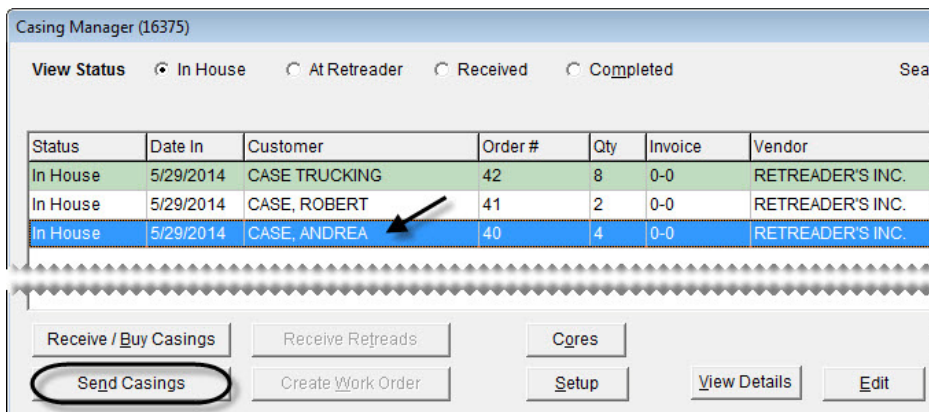 Casing Manager (16375)
View Status In House At Retreader Received Completed Sea
Status Date In Customer Order # Qty Invoice Vendor
In House 5/29/2014 CASE TRUCKING 42 8 0-0 RETREADER'S INC.
In House 5/29/2014 CASE, ROBERT 41 2 0-0 RETREADER'S INC.
In House 5/29/2014 CASE, ANDREA 40 4 0-0 RETREADER'S INC.
Receive / Buy Casings Receive Retreads Cores
Send Casings Create Work Order Setup View Details Edit